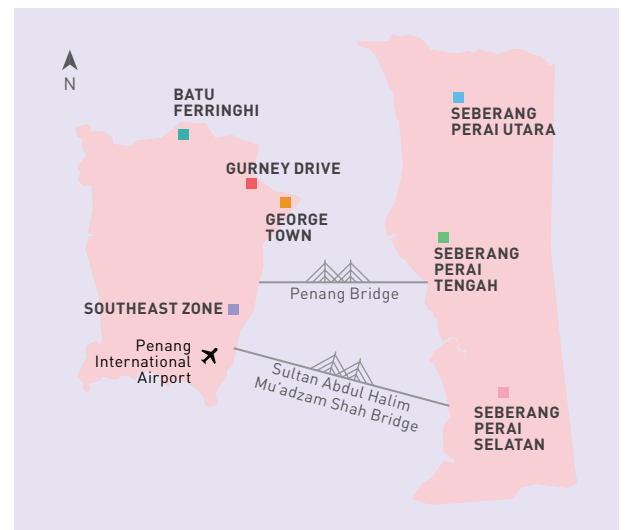 N
BATU
FERRINGHI
SEBERANG
PERAI UTARA
GURNEY DRIVE
GEORGE
TOWN
SEBERANG
PERAI
TENGAH
Penang Bridge
SOUTHEAST ZONE
Penang
International
Airport
Sultan Abdul Halim
Mu'adzam Shah Bridge
SEBERANG
PERAI
SELATAN